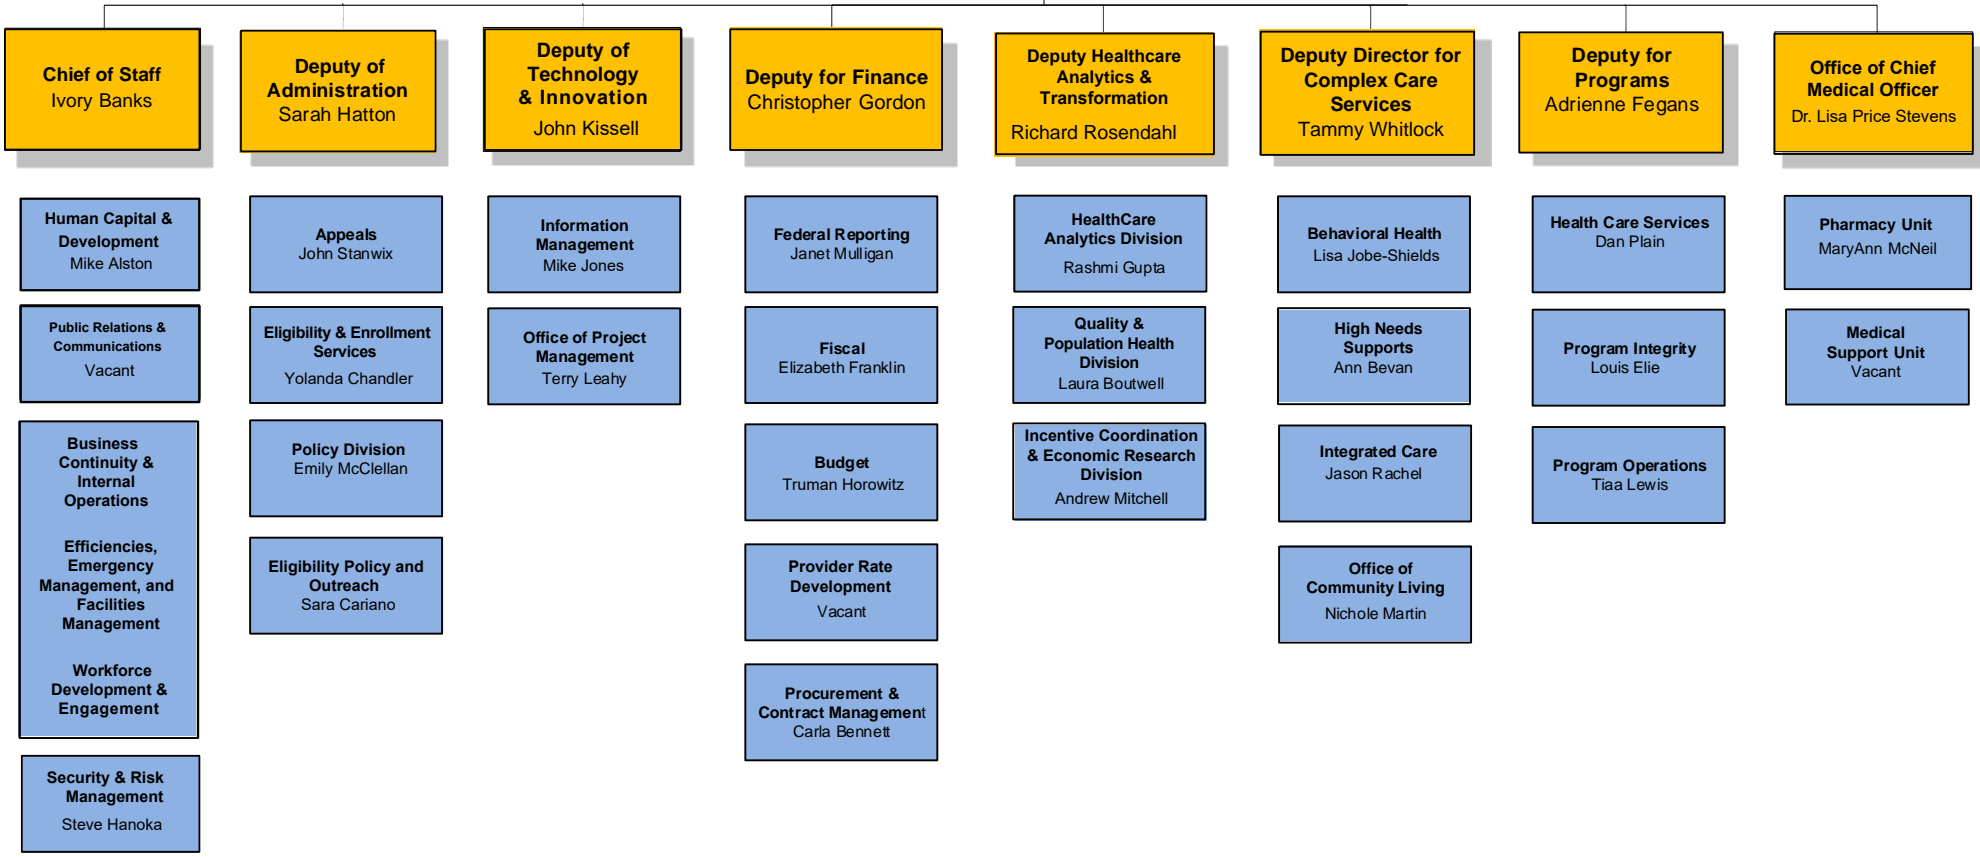 Chief of Staff
Ivory Banks
Deputy of
Administration
Sarah Hatton
Deputy of
Technology
& Innovation
John Kissell
Deputy for Finance
Christopher Gordon
Deputy Healthcare
Analytics &
Transformation
Richard Rosendahl
Deputy Director for
Complex Care
Services
Tammy Whitlock
Deputy for
Programs
Adrienne Fegans
Office of Chief
Medical Officer
Dr. Lisa Price Stevens
Human Capital &
Development
Mike Alston
Public Relations &
Communications
Vacant
Business
Continuity &
Internal
Operations
Efficiencies,
Emergency
Management, and
Facilities
Management
Workforce
Development &
Engagement
Security & Risk
Management
Steve Hanoka
Appeals
John Stanwix
Eligibility & Enrollment
Services
Yolanda Chandler
Policy Division
Emily McClellan
Eligibility Policy and
Outreach
Sara Cariano
Information
Management
Mike Jones
Office of Project
Management
Terry Leahy
Federal Reporting
Janet Mulligan
Fiscal
Elizabeth Franklin
Budget
Truman Horowitz
Provider Rate
Development
Vacant
Procurement &
Contract Management
Carla Bennett
HealthCare
Analytics Division
Rashmi Gupta
Quality &
Population Health
Division
Laura Boutwell
Incentive Coordination
& Economic Research
Division
Andrew Mitchell
Behavioral Health
Lisa Jobe-Shields
High Needs
Supports
Ann Bevan
Integrated Care
Jason Rachel
Office of
Community Living
Nichole Martin
Health Care Services
Dan Plain
Program Integrity
Louis Elie
Program Operations
Tiaa Lewis
Pharmacy Unit
MaryAnn McNeil
Medical
Support Unit
Vacant